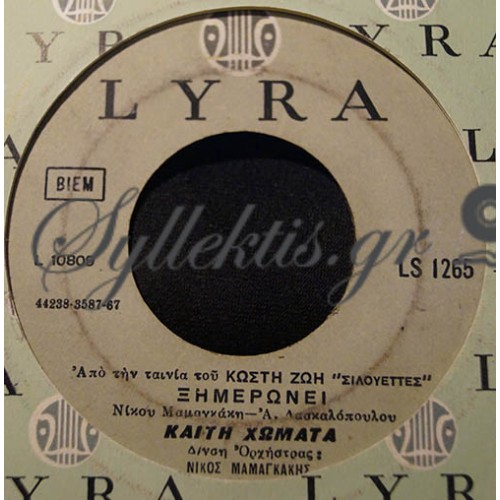 LYRA
BIEM
L. 10809
44238-3587-67
LS 1265
Syllektis.gr
Ἀπὸ τὴν ταινία τοῦ ΚΩΣΤΗ ΖΩΗ "ΣΙΛΟΥΕΤΤΕΣ"
ΞΗΜΕΡΩΝΕΙ
Νίκου Μαμαγκάκη—Ἀ. Δασκαλόπουλου
ΚΑΙΤΗ ΧΩΜΑΤΑ
Δ/νση Ὀρχήστρας:
ΝΙΚΟΣ ΜΑΜΑΓΚΑΚΗΣ
LYRA